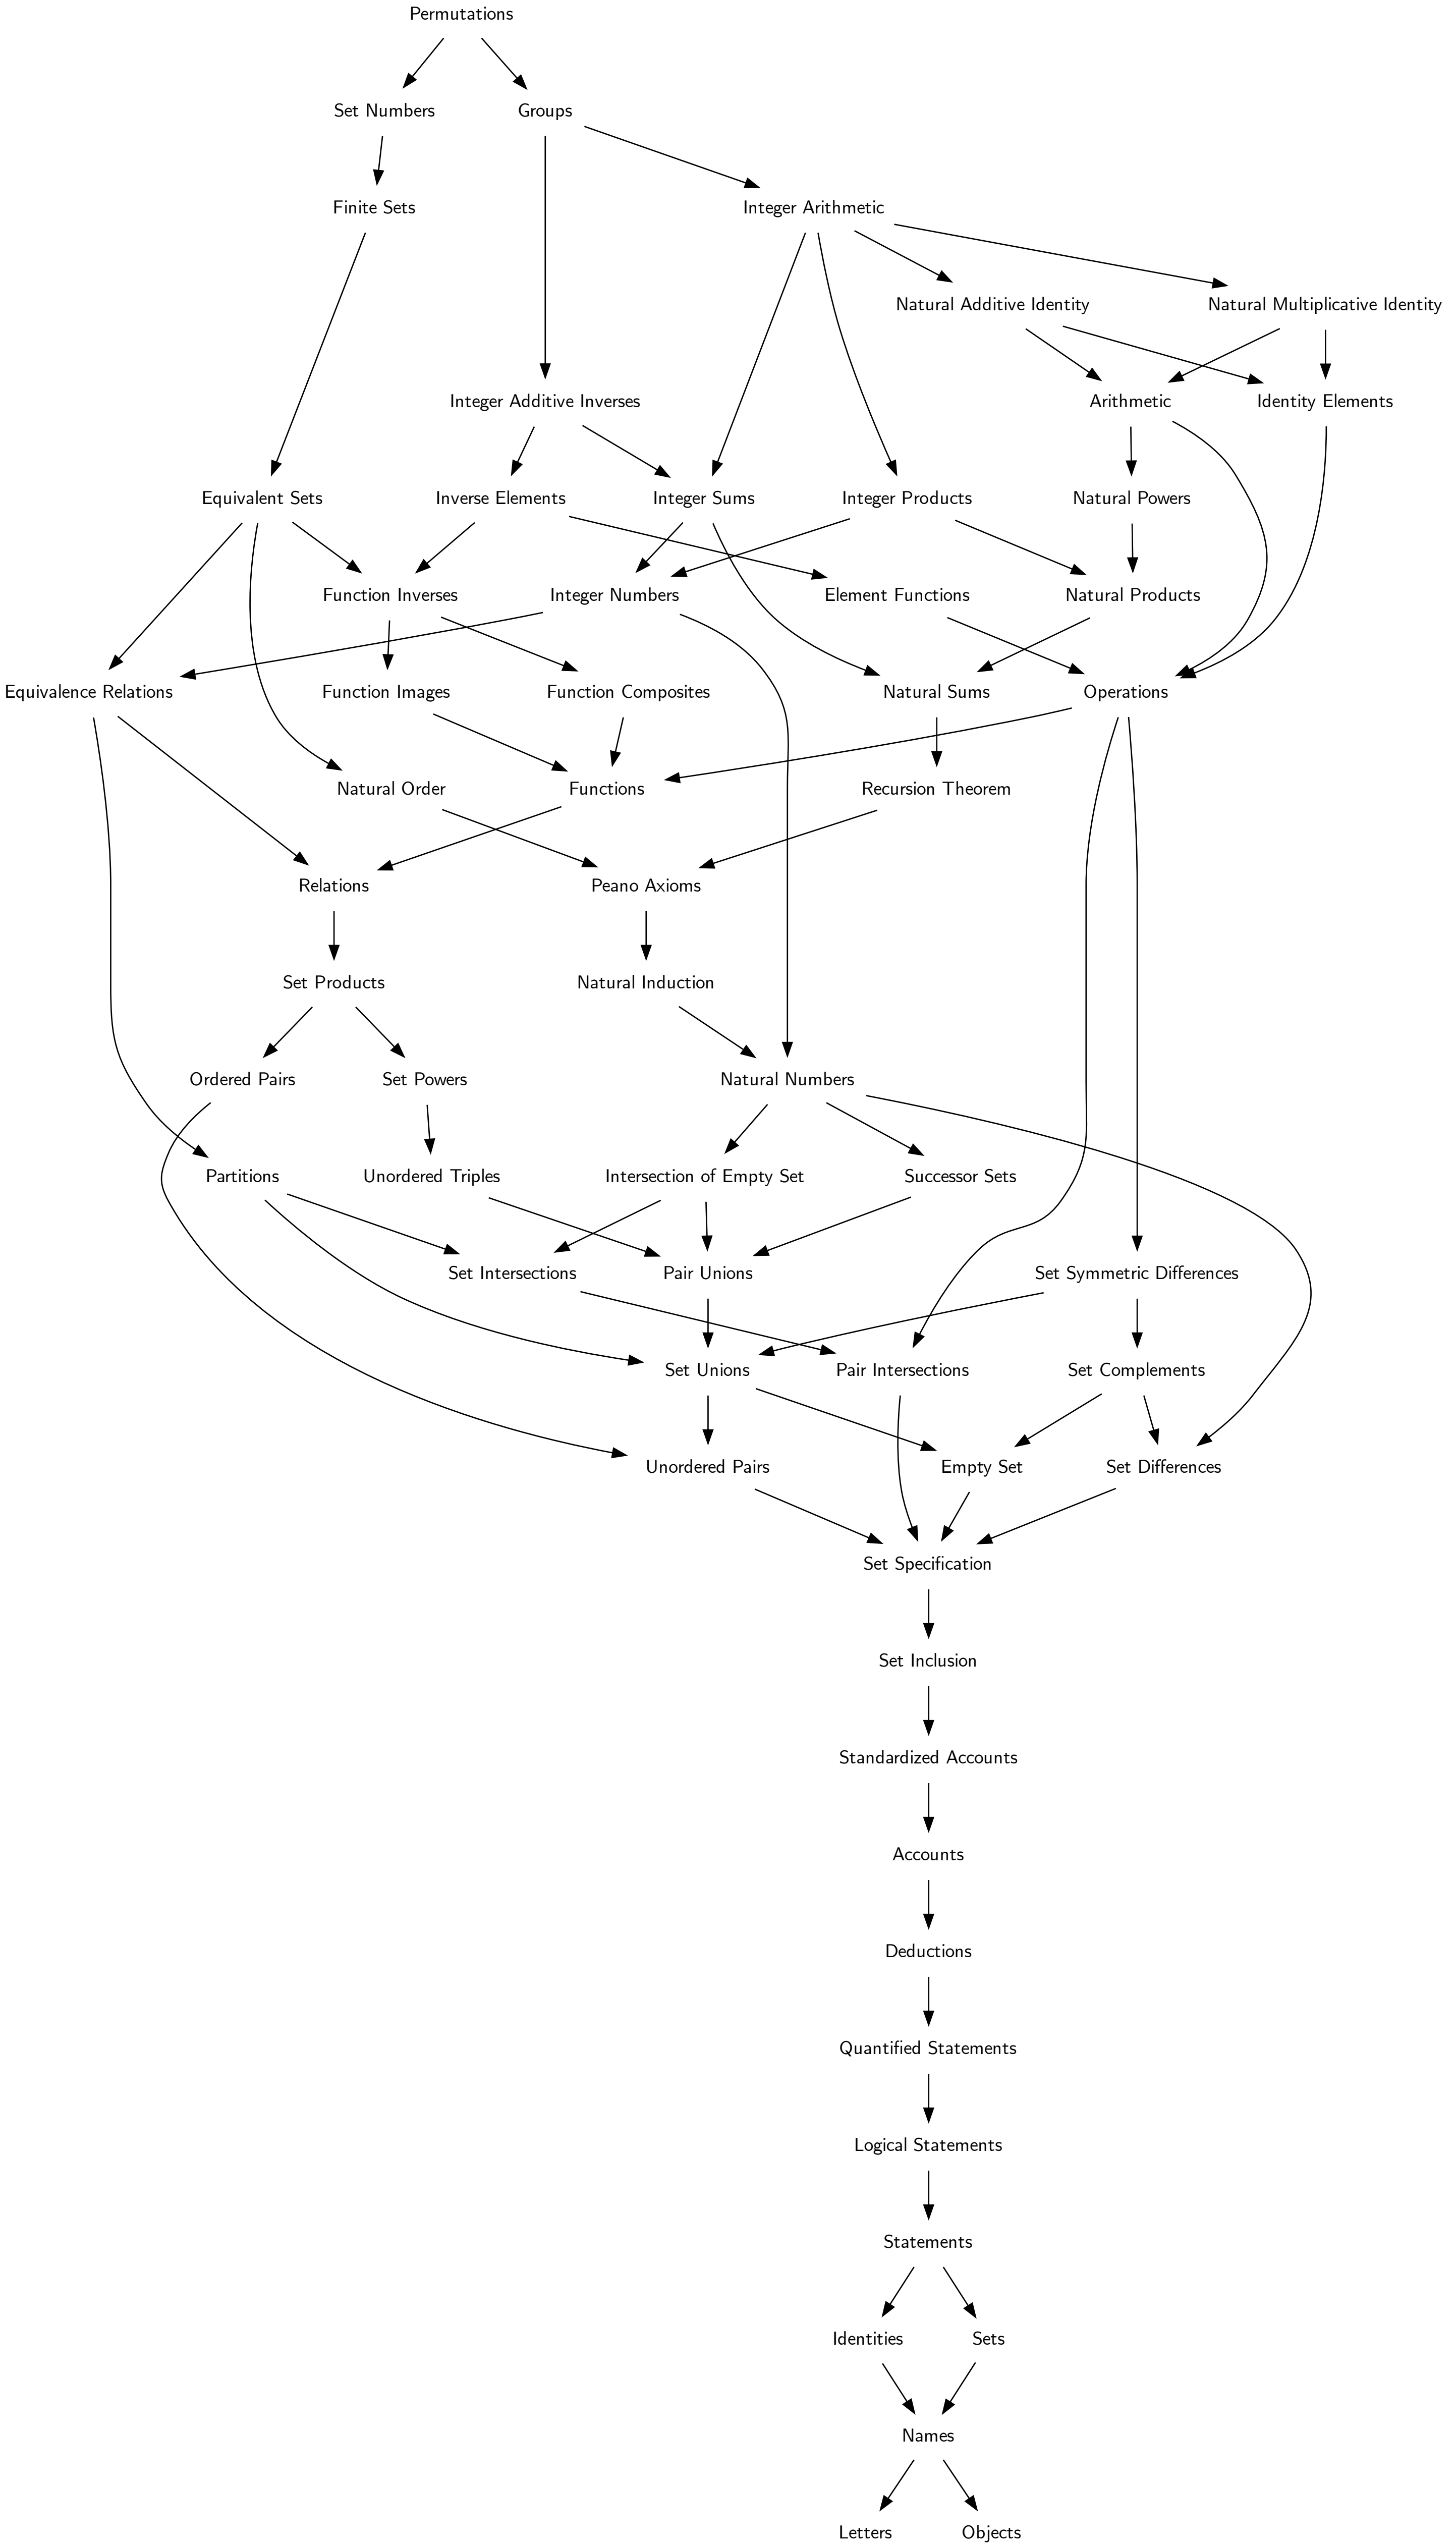 Permutations
Set Numbers
Groups
Finite Sets
Integer Arithmetic
Natural Additive Identity
Natural Multiplicative Identity
Integer Additive Inverses
Arithmetic
Identity Elements
Equivalent Sets
Inverse Elements
Integer Sums
Integer Products
Natural Powers
Function Inverses
Integer Numbers
Element Functions
Natural Products
Equivalence Relations
Function Images
Function Composites
Natural Sums
Operations
Natural Order
Functions
Recursion Theorem
Relations
Peano Axioms
Set Products
Natural Induction
Ordered Pairs
Set Powers
Natural Numbers
Partitions
Unordered Triples
Intersection of Empty Set
Successor Sets
Set Intersections
Pair Unions
Set Symmetric Differences
Set Unions
Pair Intersections
Set Complements
Unordered Pairs
Empty Set
Set Differences
Set Specification
Set Inclusion
Standardized Accounts
Accounts
Deductions
Quantified Statements
Logical Statements
Statements
Identities
Sets
Names
Letters
Objects